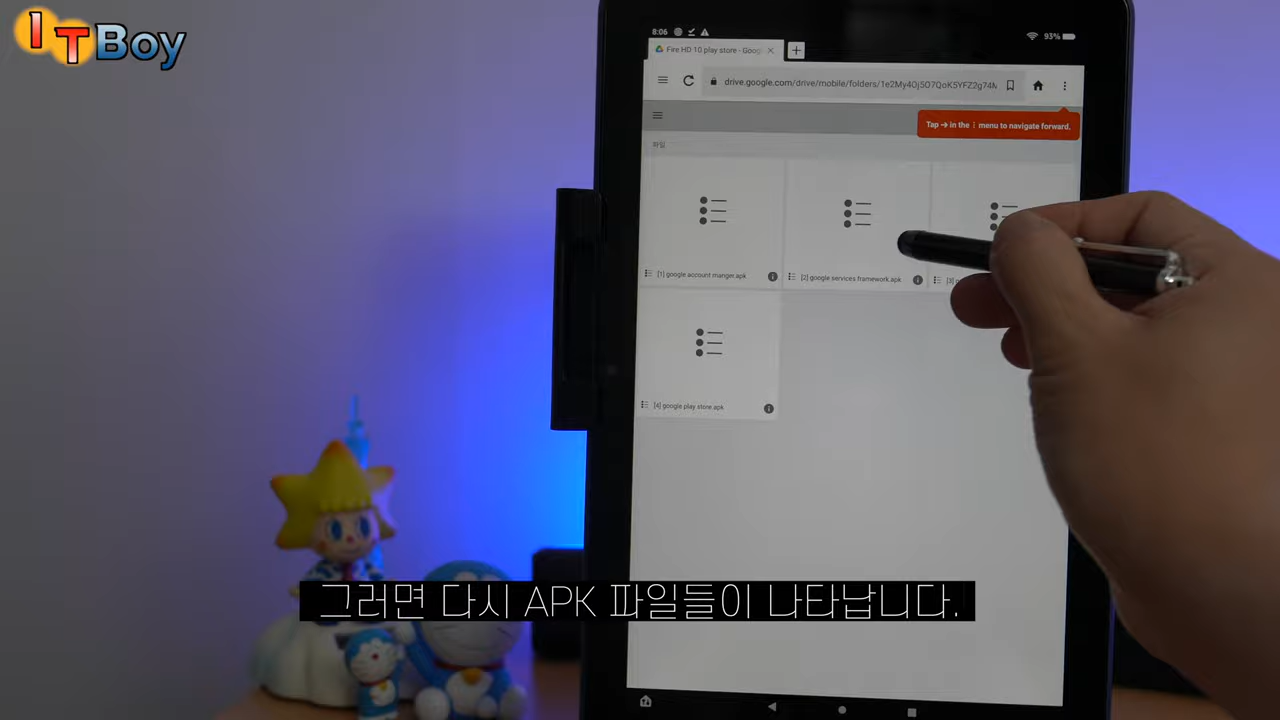 ITBoy
8:06
93%
Fire HD 10 play store - Goog
drive.google.com/drive/mobile/folders/1e2My4Oj5O7QoK5YFZ2g74M
Tap → in the ⋮ menu to navigate forward.
파일
[1] google account manger.apk
[2] google services framework.apk
[3]
[4] google play store.apk
그러면 다시 APK 파일들이 나타납니다.